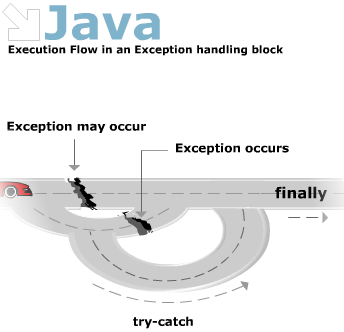 Java
Execution Flow in an Exception handling block
Exception may occur
Exception occurs
finally
try-catch